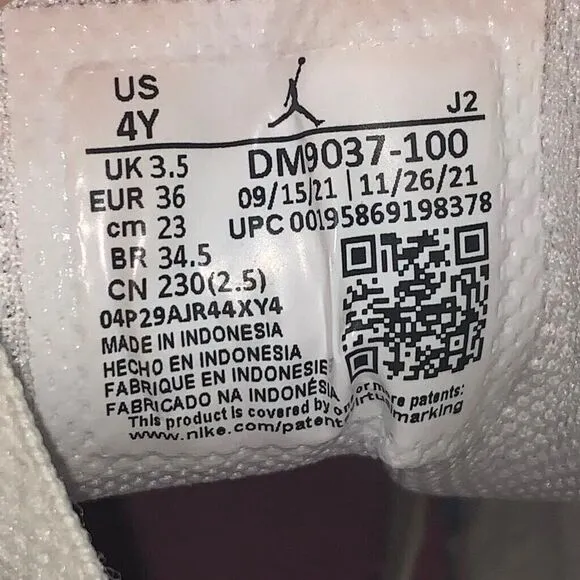 US
4Y
J2
UK 3.5
EUR 36
cm 23
BR 34.5
CN 230(2.5)
DM9037-100
09/15/21 | 11/26/21
UPC 00195869198378
04P29AJR44XY4
MADE IN INDONESIA
HECHO EN INDONESIA
FABRIQUE EN INDONESIE
FABRICADO NA INDONÉSIA
This product is covered by one or more patents:
www.nike.com/patents marking